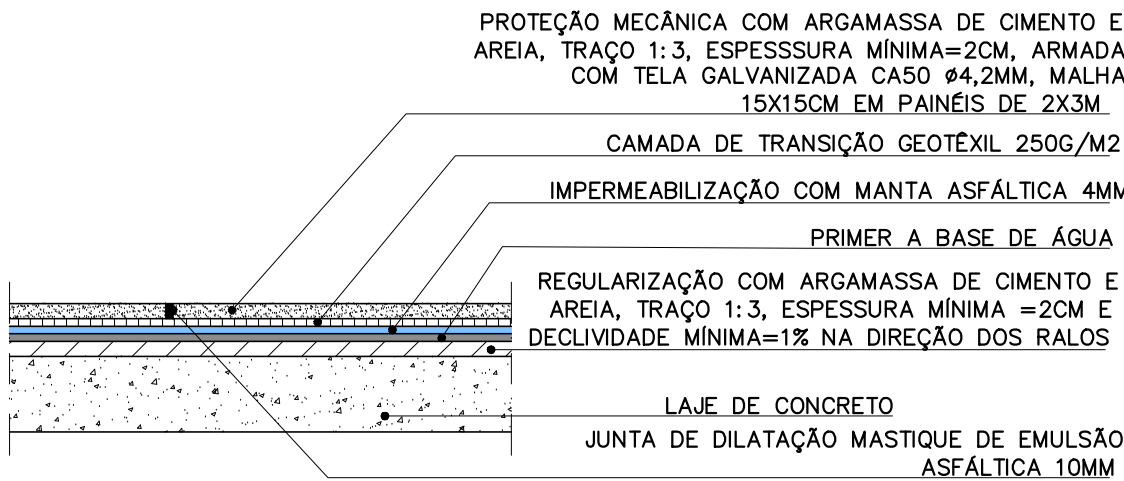 PROTEÇÃO MECÂNICA COM ARGAMASSA DE CIMENTO E
AREIA, TRAÇO 1:3, ESPESSSURA MÍNIMA=2CM, ARMADA
COM TELA GALVANIZADA CA50 ø4,2MM, MALHA
15X15CM EM PAINÉIS DE 2X3M
CAMADA DE TRANSIÇÃO GEOTÊXIL 250G/M2
IMPERMEABILIZAÇÃO COM MANTA ASFÁLTICA 4MM
PRIMER A BASE DE ÁGUA
REGULARIZAÇÃO COM ARGAMASSA DE CIMENTO E
AREIA, TRAÇO 1:3, ESPESSURA MÍNIMA =2CM E
DECLIVIDADE MÍNIMA=1% NA DIREÇÃO DOS RALOS
LAJE DE CONCRETO
JUNTA DE DILATAÇÃO MASTIQUE DE EMULSÃO
ASFÁLTICA 10MM